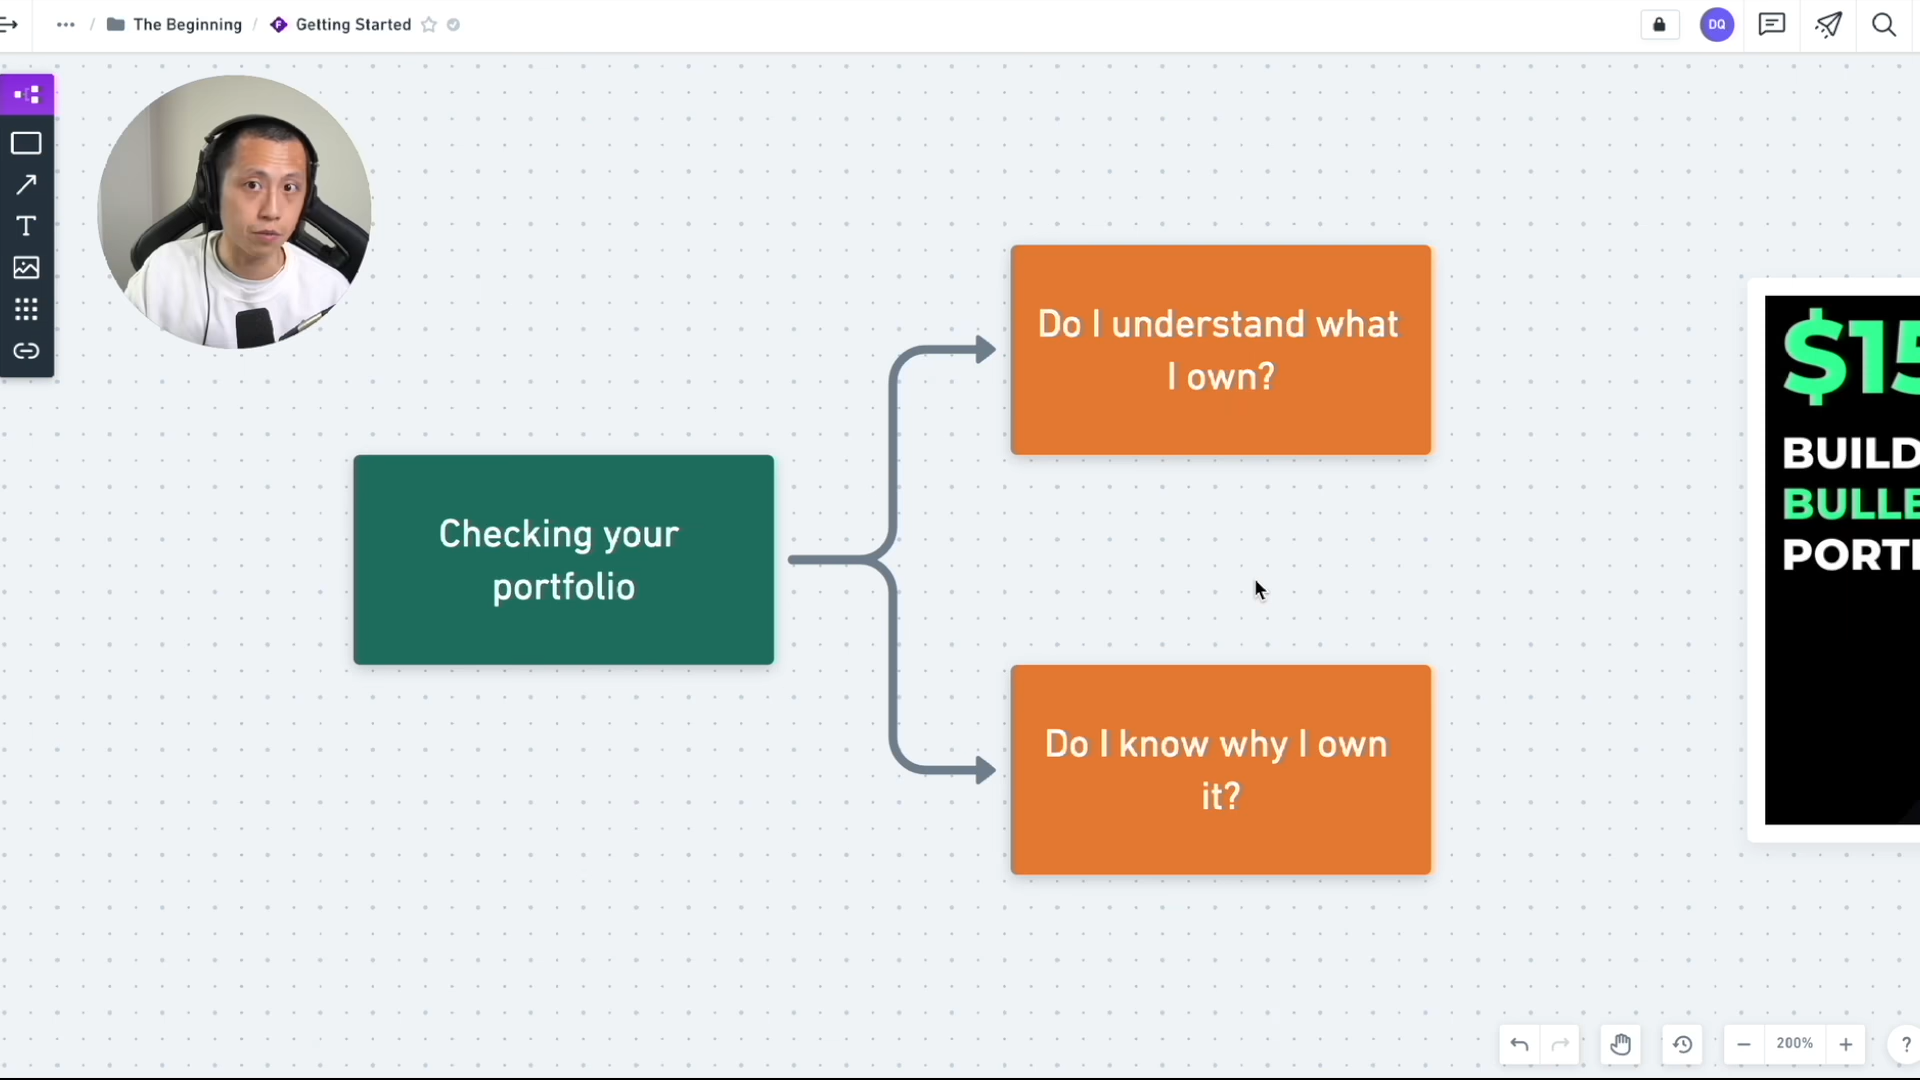 The Beginning / Getting Started
DQ
Do I understand what
I own?
Checking your
portfolio
Do I know why I own
it?
$15
BUILD
BULLE
PORTF
200%
?